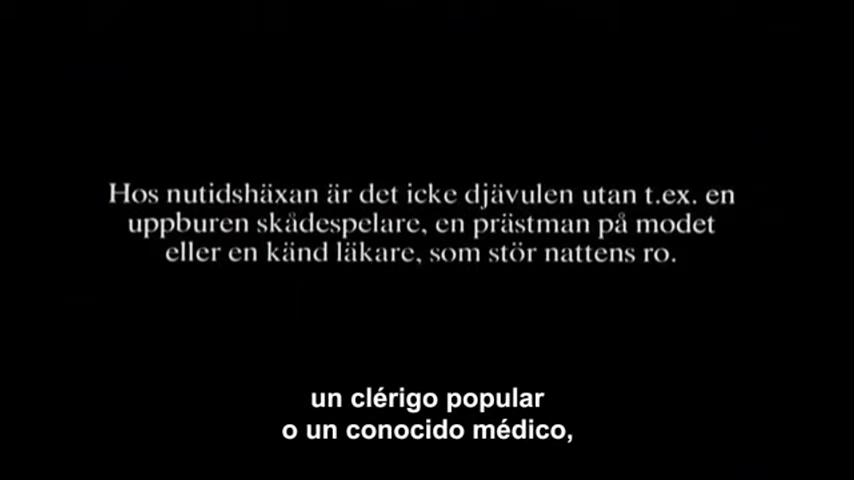 Hos nutidshäxan är det icke djävulen utan t.ex. en
uppburen skådespelare, en prästman på modet
eller en känd läkare, som stör nattens ro.
un clérigo popular
o un conocido médico,